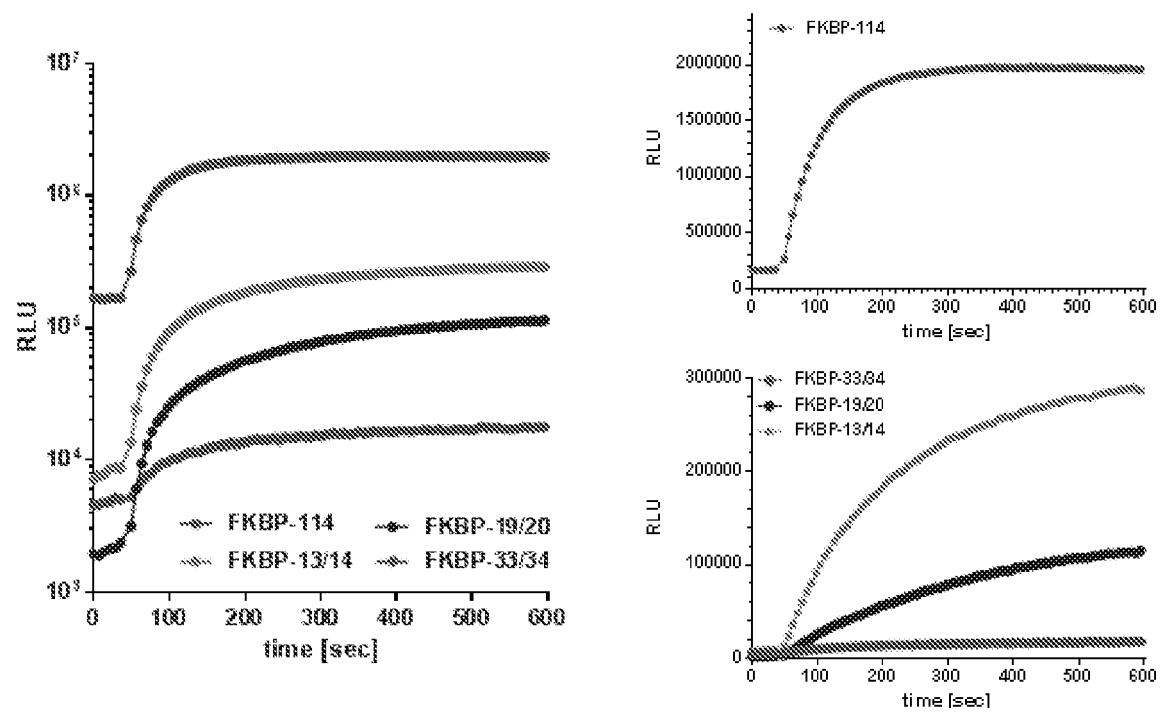 10⁷
10⁶
10⁵
10⁴
10³
RLU
FKBP-114
FKBP-19/20
FKBP-13/14
FKBP-33/34
0 100 200 300 400 500 600
time [sec]
FKBP-114
2000000
1500000
1000000
500000
0
RLU
0 100 200 300 400 500 600
time [sec]
FKBP-33/34
FKBP-19/20
FKBP-13/14
300000
200000
100000
0
RLU
0 100 200 300 400 500 600
time [sec]